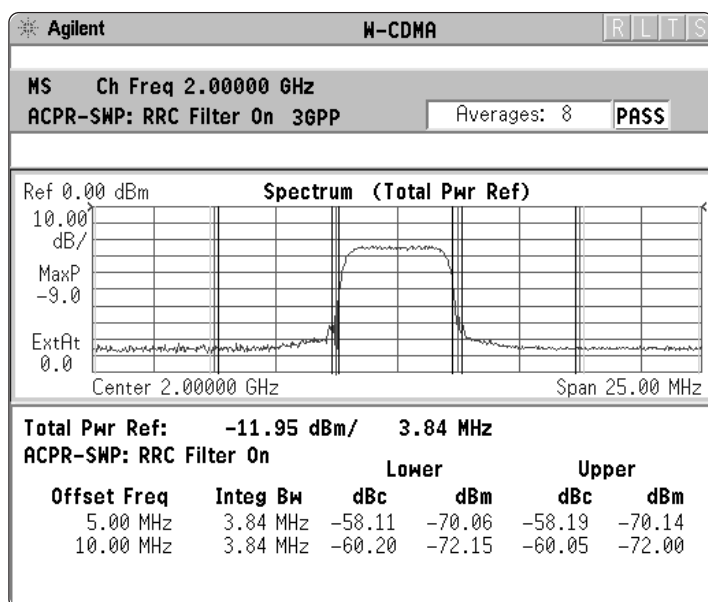 Agilent W-CDMA R L T S
MS Ch Freq 2.00000 GHz
ACPR-SWP: RRC Filter On 3GPP Averages: 8 PASS
Ref 0.00 dBm Spectrum (Total Pwr Ref)
10.00
dB/
MaxP
-9.0
ExtAt
0.0
Center 2.00000 GHz Span 25.00 MHz
Total Pwr Ref: -11.95 dBm/ 3.84 MHz
ACPR-SWP: RRC Filter On
Lower Upper
Offset Freq Integ Bw dBc dBm dBc dBm
5.00 MHz 3.84 MHz -58.11 -70.06 -58.19 -70.14
10.00 MHz 3.84 MHz -60.20 -72.15 -60.05 -72.00